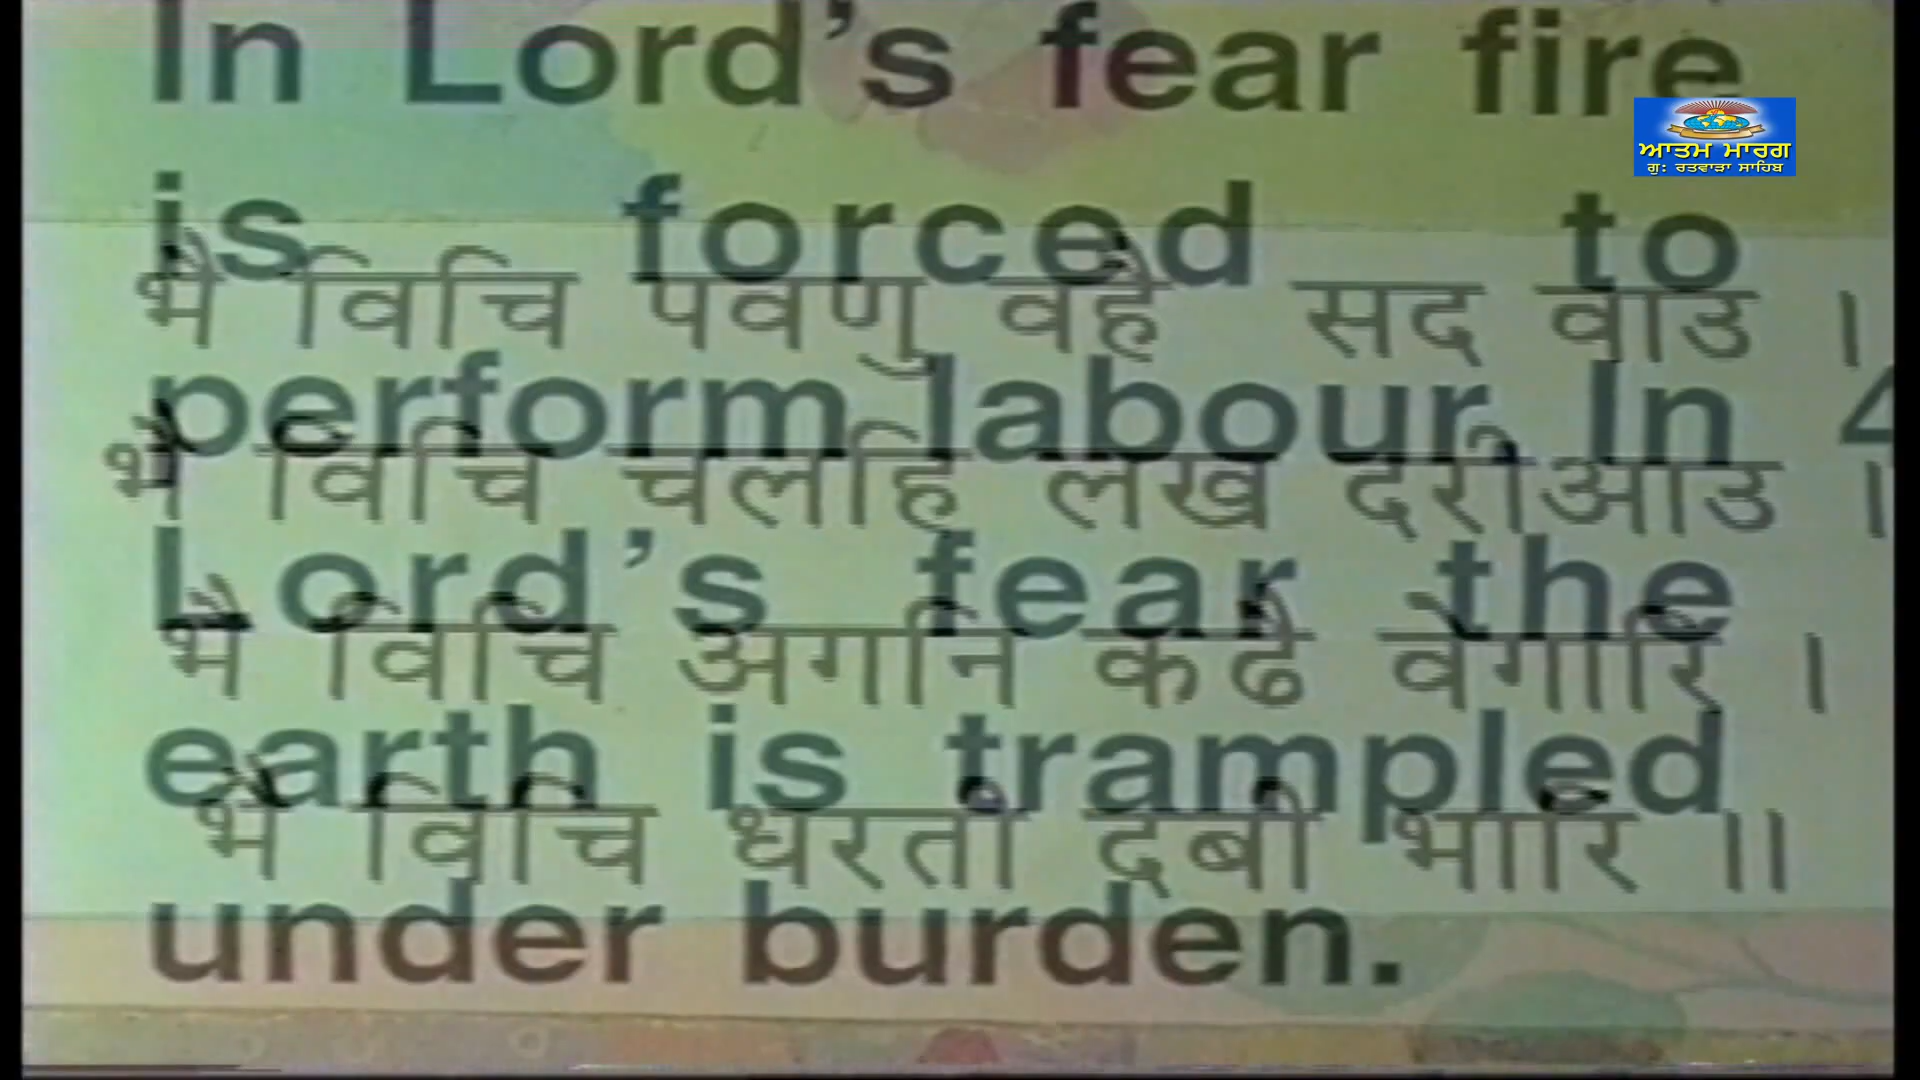 In Lord's fear fire
ਆਤਮ ਮਾਰਗ
ਗੁ: ਰਤਵਾੜਾ ਸਾਹਿਬ
is forced to
भै विचि पवणु वहै सद वाउ ।
perform labour. In
भै विचि चलहि लख दरीआउ ।
Lord's fear the
भै विचि अगनि कढै वेगारि ।
earth is trampled
भै विचि धरती दबी भारि ॥
under burden.